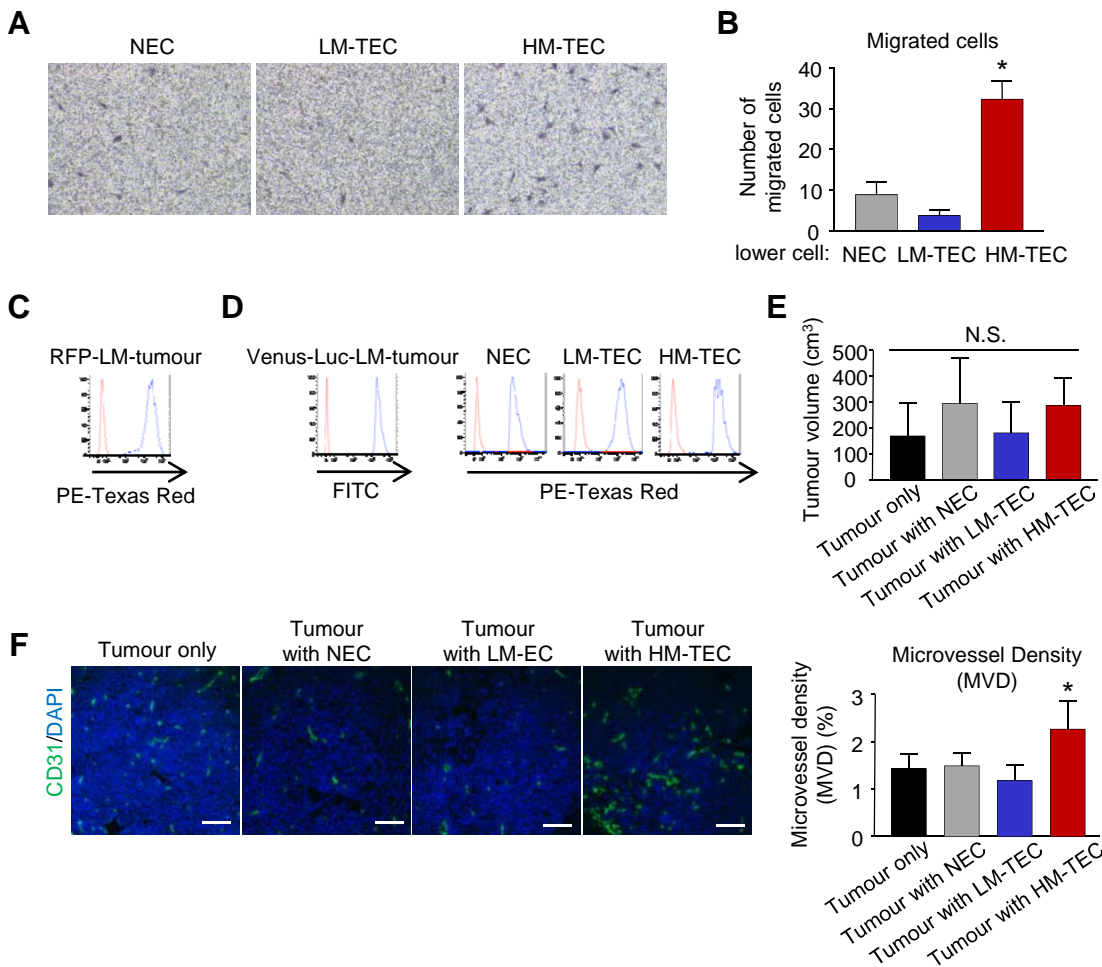 A
NEC
LM-TEC
HM-TEC
B
Migrated cells
*
Number of
migrated cells
40
30
20
10
0
lower cell: NEC LM-TEC HM-TEC
C
RFP-LM-tumour
PE-Texas Red
D
Venus-Luc-LM-tumour
NEC
LM-TEC
HM-TEC
FITC
PE-Texas Red
E
N.S.
Tumour volume (cm³)
500
400
300
200
100
0
Tumour only
Tumour with NEC
Tumour with LM-TEC
Tumour with HM-TEC
F
CD31/DAPI
Tumour only
Tumour
with NEC
Tumour
with LM-EC
Tumour
with HM-TEC
Microvessel Density
(MVD)
*
Microvessel density
(MVD) (%)
3
2
1
0
Tumour only
Tumour with NEC
Tumour with LM-TEC
Tumour with HM-TEC